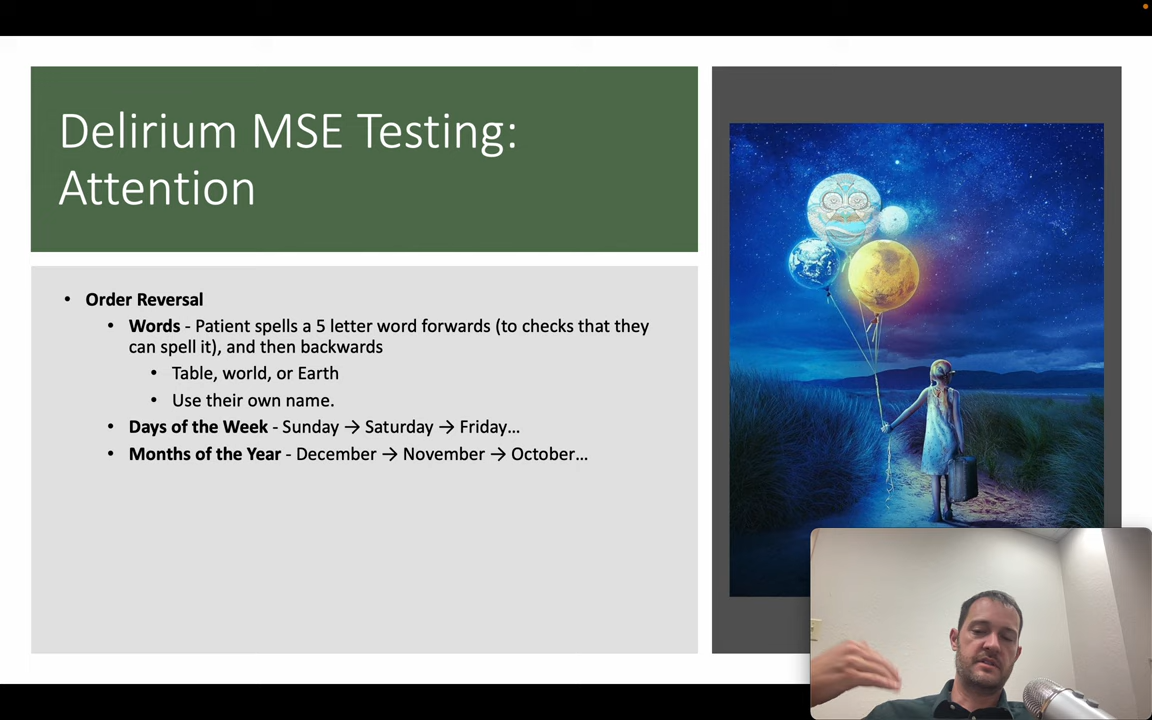 Delirium MSE Testing:
Attention
• Order Reversal
• Words - Patient spells a 5 letter word forwards (to checks that they
can spell it), and then backwards
• Table, world, or Earth
• Use their own name.
• Days of the Week - Sunday → Saturday → Friday...
• Months of the Year - December → November → October...